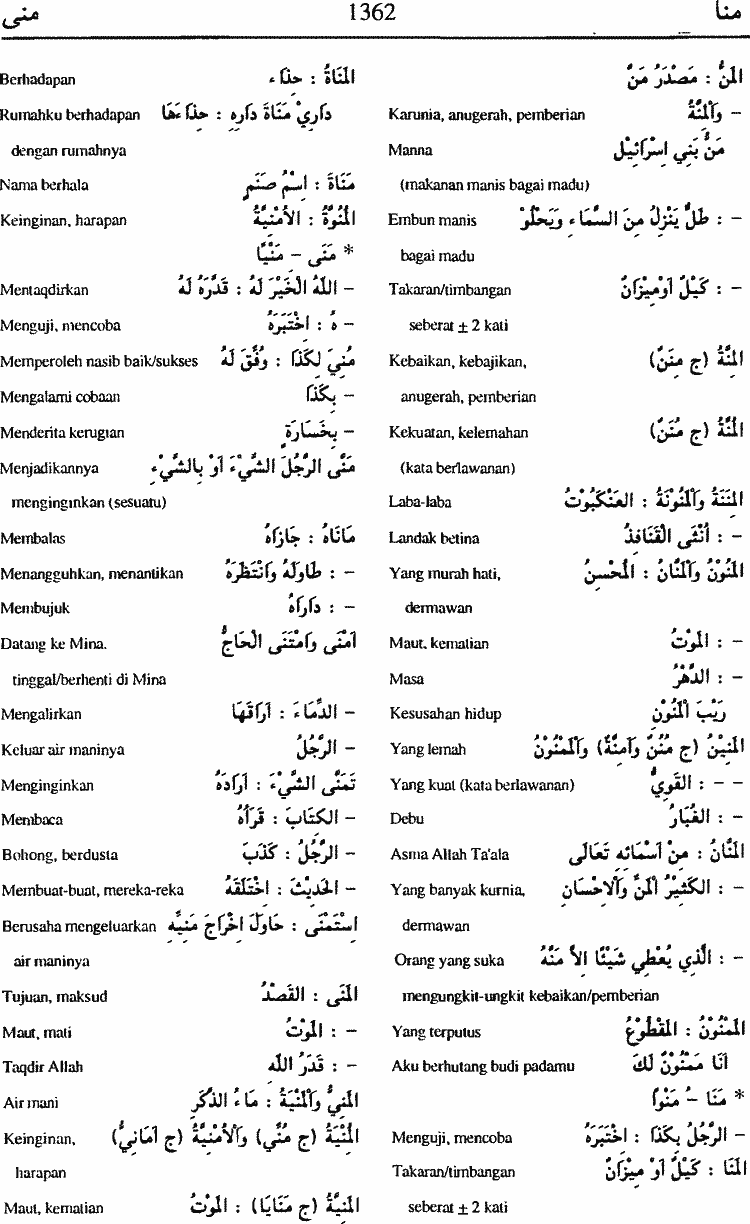 منا 1362 منى
المَنُّ : مَصْدَرُ مَنَّ
Karunia, anugerah, pemberian – وَالْمِنَّةُ
Manna مَنُّ بَنِي اِسْرَائِيْلَ
(makanan manis bagai madu)
Embun manis – : طَلٌّ يَنْزِلُ مِنَ السَّمَاءِ وَيَحْلُوْ
bagai madu
Takaran/timbangan – : كَيْلٌ اَوْمِيْزَانٌ
seberat ± 2 kati
Kebaikan, kebajikan, المِنَّةُ (ج مِنَنٌ)
anugerah, pemberian
Kekuatan, kelemahan المُنَّةُ (ج مُنَنٌ)
(kata berlawanan)
Laba-laba المِنَنَةُ وَالْمَنُوْنَةُ : العَنْكَبُوْتُ
Landak betina – : اُنْثَى القَنَافِذُ
Yang murah hati, المَنُوْنُ وَالْمَنَّانُ : المُحْسِنُ
dermawan
Maut, kematian – : المَوْتُ
Masa – : الدَّهْرُ
Kesusahan hidup رَيْبَ الْمَنُوْنِ
Yang lemah المَنِيْنُ (ج مُنُنٌ وَاَمِنَّةٌ) وَالمَمْنُوْنُ
Yang kuat (kata berlawanan) – – : القَوِيُّ
Debu – : الغُبَارُ
Asma Allah Ta'ala المَنَّانُ : مِنْ اَسْمَائِهِ تَعَالَى
Yang banyak kurnia, – : الكَثِيْرُ الْمَنِّ وَالاِحْسَانِ
dermawan
Orang yang suka – : الَّذِي يُعْطِي شَيْئًا اِلاَّ مَنَّهُ
mengungkit-ungkit kebaikan/pemberian
Yang terputus المَمْنُوْنُ : المَقْطُوْعُ
Aku berhutang budi padamu اَنَا مَمْنُوْنٌ لَكَ
* مَنَا – مَنْوًا
Menguji, mencoba – الرَّجُلَ بِكَذَا : اخْتَبَرَهُ
Takaran/timbangan المَنَا : كَيْلٌ اَوْ مِيْزَانٌ
seberat ± 2 kati
Berhadapan المَنَاةُ : حِذَاء
Rumahku berhadapan دَارِيْ مَنَاةَ دَارِهِ : حِذَاءَهَا
dengan rumahnya
Nama berhala مَنَاةَ : اِسْمُ صَنَمٍ
Keinginan, harapan المُنُوَةُ : الاُمْنِيَّةُ
* مَنَى – مَنْيًا
Mentaqdirkan – اللّٰهُ الْخَيْرَ لَهُ : قَدَّرَهُ لَهُ
Menguji, mencoba – هُ : اخْتَبَرَهُ
Memperoleh nasib baik/sukses مُنِيَ لِكَذَا : وُفِّقَ لَهُ
Mengalami cobaan – بِكَذَا
Menderita kerugian – بِخَسَارَةٍ
Menjadikannya مَنَّى الرَّجُلَ الشَّيْءَ اَوْ بِالشَّيْءِ
menginginkan (sesuatu)
Membalas مَانَاهُ : جَازَاهُ
Menangguhkan, menantikan – : طَاوَلَهُ وَانْتَظَرَهُ
Membujuk – : دَارَاهُ
Datang ke Mina. اَمْنَى وَامْتَنَى الْحَاجُّ
tinggal/berhenti di Mina
Mengalirkan – الدِّمَاءَ : اَرَاقَهَا
Keluar air maninya – الرَّجُلُ
Menginginkan تَمَنَّى الشَّيْءَ : اَرَادَهُ
Membaca – الكِتَابَ : قَرَأَهُ
Bohong, berdusta – الرَّجُلُ : كَذَبَ
Membuat-buat, mereka-reka – الْحَدِيْثَ : اخْتَلَقَهُ
Berusaha mengeluarkan اِسْتَمْنَى : حَاوَلَ اِخْرَاجَ مَنِيِّهِ
air maninya
Tujuan, maksud المَنَى : القَصْدُ
Maut, mati – : المَوْتُ
Taqdir Allah – : قَدَرُ اللّٰهِ
Air mani المَنِيُّ وَالْمَنِيَّةُ : مَاءُ الذَّكَرِ
Keinginan, المُنْيَةُ (ج مُنًى) وَالاُمْنِيَّةُ (ج اَمَانِيُّ)
harapan
Maut, kematian المَنِيَّةُ (ج مَنَايَا) : المَوْتُ